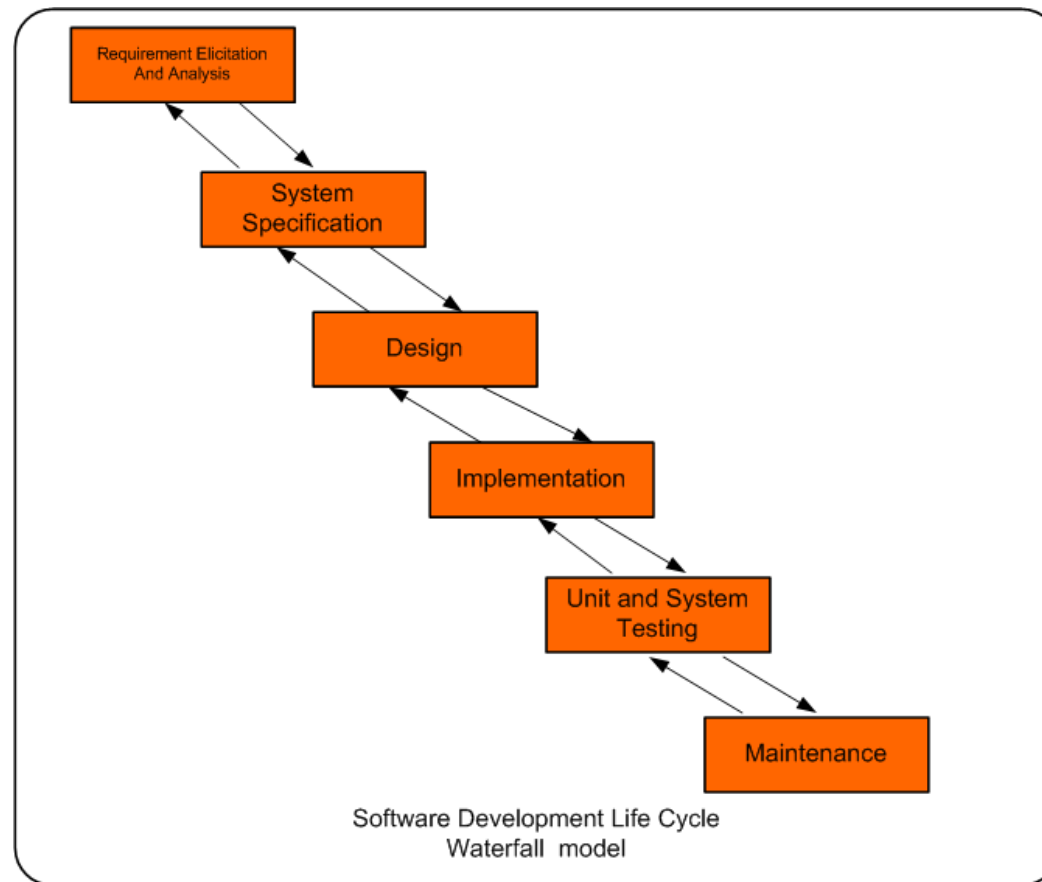 Requirement Elicitation
And Analysis
System
Specification
Design
Implementation
Unit and System
Testing
Maintenance
Software Development Life Cycle
Waterfall model